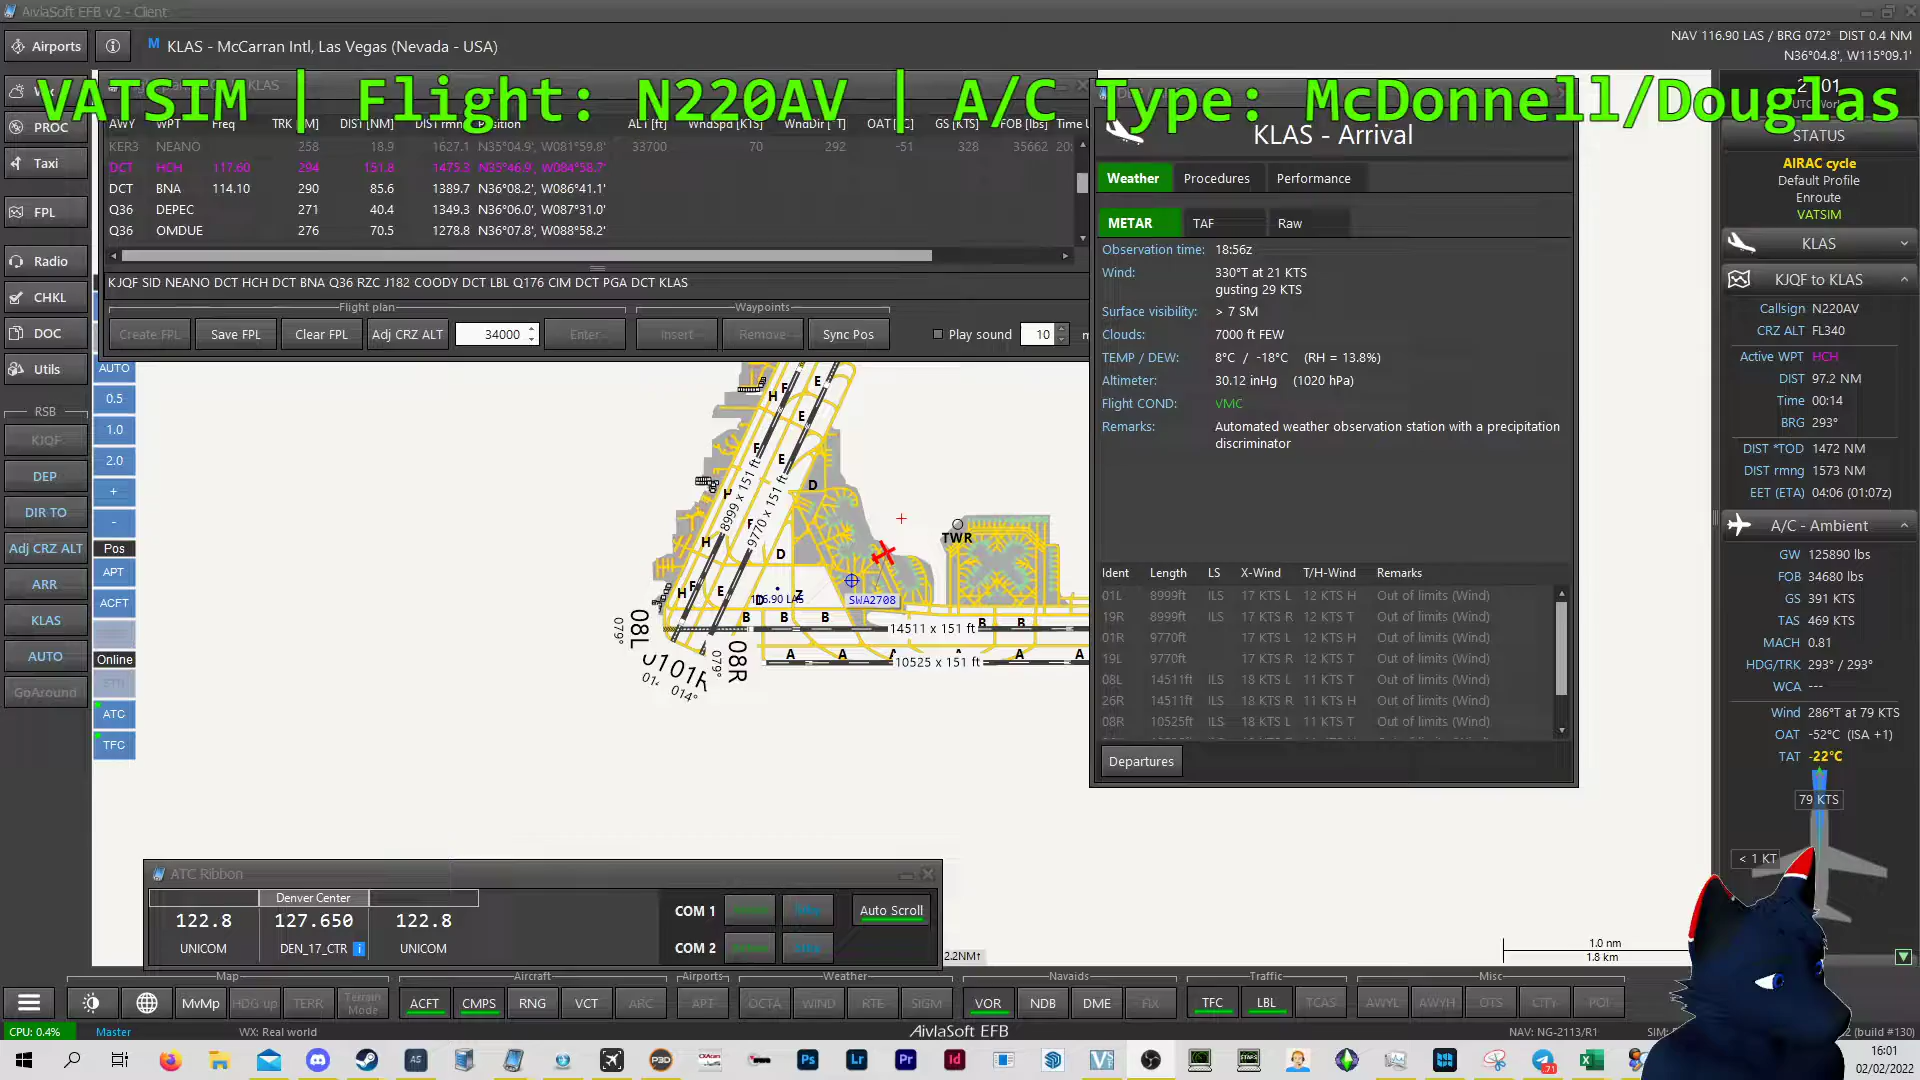 AivlaSoft EFB v2 - Client
Airports
M KLAS - McCarran Intl, Las Vegas (Nevada - USA)
NAV 116.90 LAS / BRG 072° DIST 0.4 NM
N36°04.8', W115°09.1'
VATSIM | Flight: N220AV | A/C Type: McDonnell/Douglas
AWY WPT Freq DIST [NM] ALT [ft] GS [KTS] FOB [lbs]
KER3 NEANO 258 18.9 1627.1 N35°04.9', W081°59.8' 33700 70 292 -51 328 35662
DCT HCH 117.60 294 151.8 1475.3 N35°46.9', W084°58.7'
DCT BNA 114.10 290 85.6 1389.7 N36°08.2', W086°41.1'
Q36 DEPEC 271 40.4 1349.3 N36°06.0', W087°31.0'
Q36 OMDUE 276 70.5 1278.8 N36°07.8', W088°58.2'
KJQF SID NEANO DCT HCH DCT BNA Q36 RZC J182 COODY DCT LBL Q176 CIM DCT PGA DCT KLAS
Flight plan
Waypoints
Create FPL Save FPL Clear FPL Adj CRZ ALT 34000 Enter Insert Remove Sync Pos Play sound 10
PROC
Taxi
FPL
Radio
CHKL
DOC
Utils
RSB
KJQF
DEP
DIR TO
Adj CRZ ALT
ARR
KLAS
AUTO
GoAround
AUTO
0.5
1.0
2.0
+
-
Pos
APT
ACFT
Online
ATC
TFC
KLAS - Arrival
Weather Procedures Performance
METAR TAF Raw
Observation time: 18:56z
Wind: 330°T at 21 KTS
gusting 29 KTS
Surface visibility: > 7 SM
Clouds: 7000 ft FEW
TEMP / DEW: 8°C / -18°C (RH = 13.8%)
Altimeter: 30.12 inHg (1020 hPa)
Flight COND: VMC
Remarks: Automated weather observation station with a precipitation
discriminator
Ident Length LS X-Wind T/H-Wind Remarks
01L 8999ft ILS 17 KTS L 12 KTS H Out of limits (Wind)
19R 8999ft ILS 17 KTS R 12 KTS T Out of limits (Wind)
01R 9770ft 17 KTS L 12 KTS H Out of limits (Wind)
19L 9770ft 17 KTS R 12 KTS T Out of limits (Wind)
08L 14511ft ILS 18 KTS L 11 KTS T Out of limits (Wind)
26R 14511ft ILS 18 KTS R 11 KTS H Out of limits (Wind)
08R 10525ft ILS 18 KTS L 11 KTS T Out of limits (Wind)
Departures
8999 x 151 ft
9770 x 151 ft
14511 x 151 ft
10525 x 151 ft
TWR
SWA2708
08L
079°
08R
079°
01R
014°
STATUS
AIRAC cycle
Default Profile
Enroute
VATSIM
KLAS
KJQF to KLAS
Callsign N220AV
CRZ ALT FL340
Active WPT HCH
DIST 97.2 NM
Time 00:14
BRG 293°
DIST *TOD 1472 NM
DIST rmng 1573 NM
EET (ETA) 04:06 (01:07z)
A/C - Ambient
GW 125890 lbs
FOB 34680 lbs
GS 391 KTS
TAS 469 KTS
MACH 0.81
HDG/TRK 293° / 293°
WCA ---
Wind 286°T at 79 KTS
OAT -52°C (ISA +1)
TAT -22°C
79 KTS
< 1 KT
ATC Ribbon
Denver Center
122.8 127.650 122.8
UNICOM DEN_17_CTR i UNICOM
COM 1
COM 2
Auto Scroll
2.2NM↑
1.0 nm
1.8 km
Map Aircraft Airports Weather Navaids Traffic Misc
MvMp HDG up TERR Terrain Mode ACFT CMPS RNG VCT ARC APT OCTA WIND RTE SIGM VOR NDB DME FIX TFC LBL TCAS AWYL AWYH OTS CITY POI
CPU: 0.4% Master WX: Real world AivlaSoft EFB NAV: NG-2113/R1 (build #130)
16:01
02/02/2022